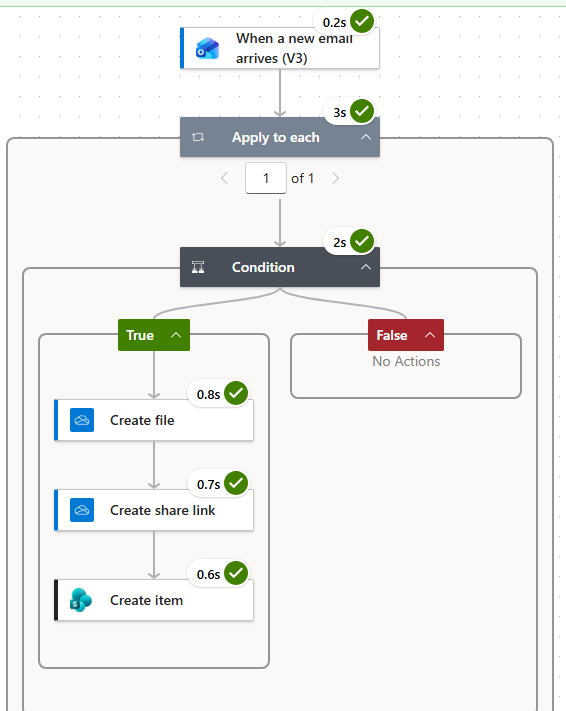 0.2s
When a new email
arrives (V3)
3s
Apply to each
1 of 1
2s
Condition
True
False
No Actions
0.8s
Create file
0.7s
Create share link
0.6s
Create item